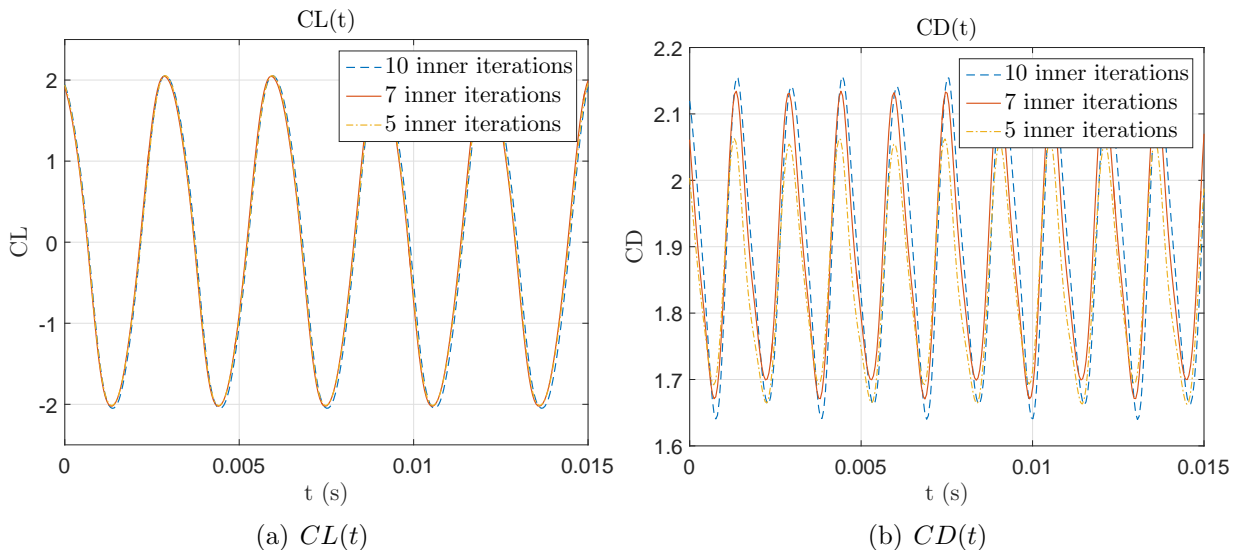 CL(t)
2
1
0
-1
-2
CL
10 inner iterations
7 inner iterations
5 inner iterations
0
0.005
0.01
0.015
t (s)
(a) CL(t)
CD(t)
2.2
2.1
2
1.9
1.8
1.7
1.6
CD
10 inner iterations
7 inner iterations
5 inner iterations
0
0.005
0.01
0.015
t (s)
(b) CD(t)